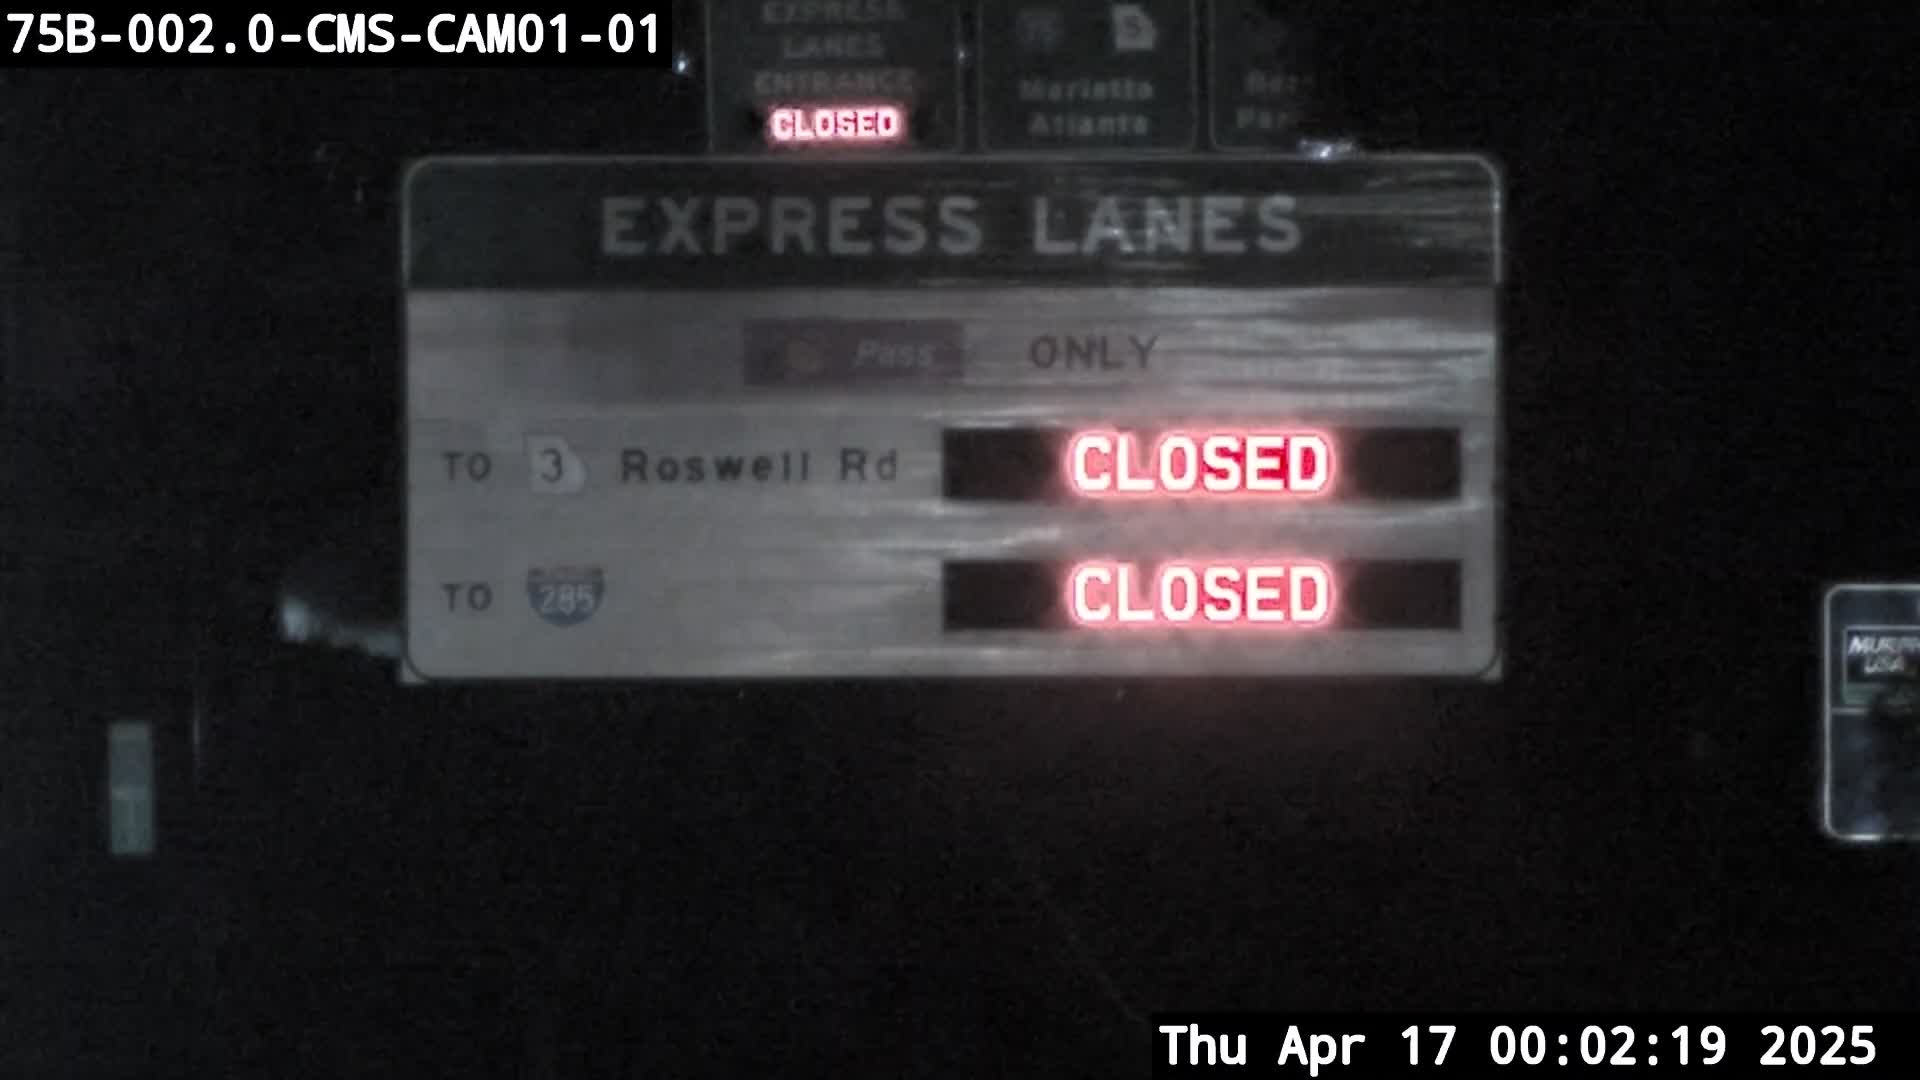 75B-002.0-CMS-CAM01-01
EXPRESS
LANES
ENTRANCE
CLOSED
Marietta
Atlanta
EXPRESS LANES
Pass ONLY
TO 3 Roswell Rd CLOSED
TO 285 CLOSED
USA
Thu Apr 17 00:02:19 2025